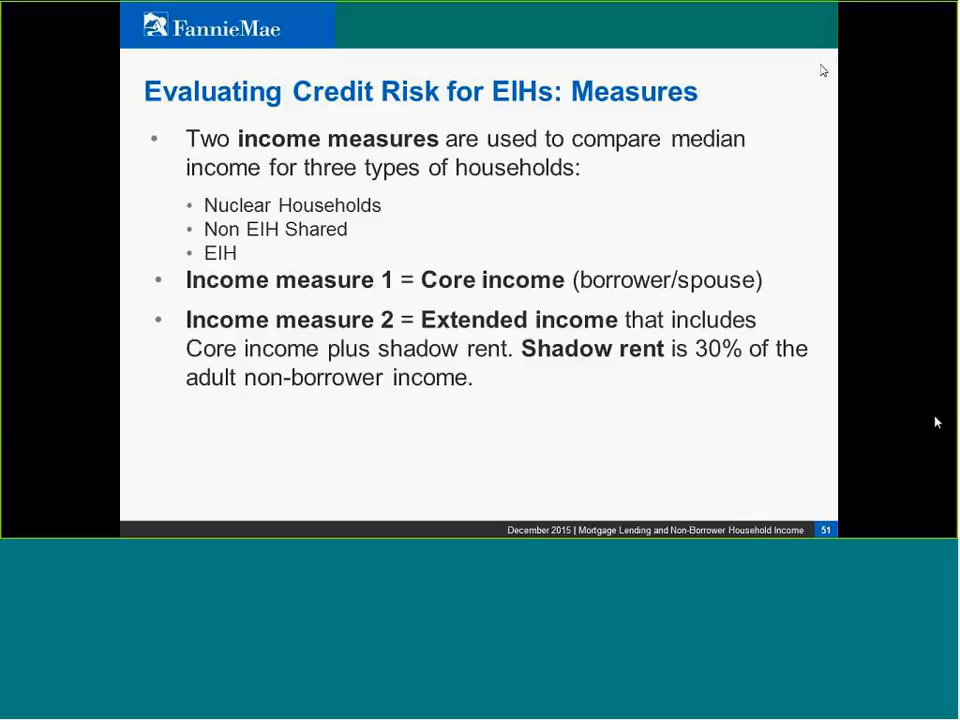 FannieMae
Evaluating Credit Risk for EIHs: Measures
• Two income measures are used to compare median
income for three types of households:
• Nuclear Households
• Non EIH Shared
• EIH
• Income measure 1 = Core income (borrower/spouse)
• Income measure 2 = Extended income that includes
Core income plus shadow rent. Shadow rent is 30% of the
adult non-borrower income.
December 2015 | Mortgage Lending and Non-Borrower Household Income 51